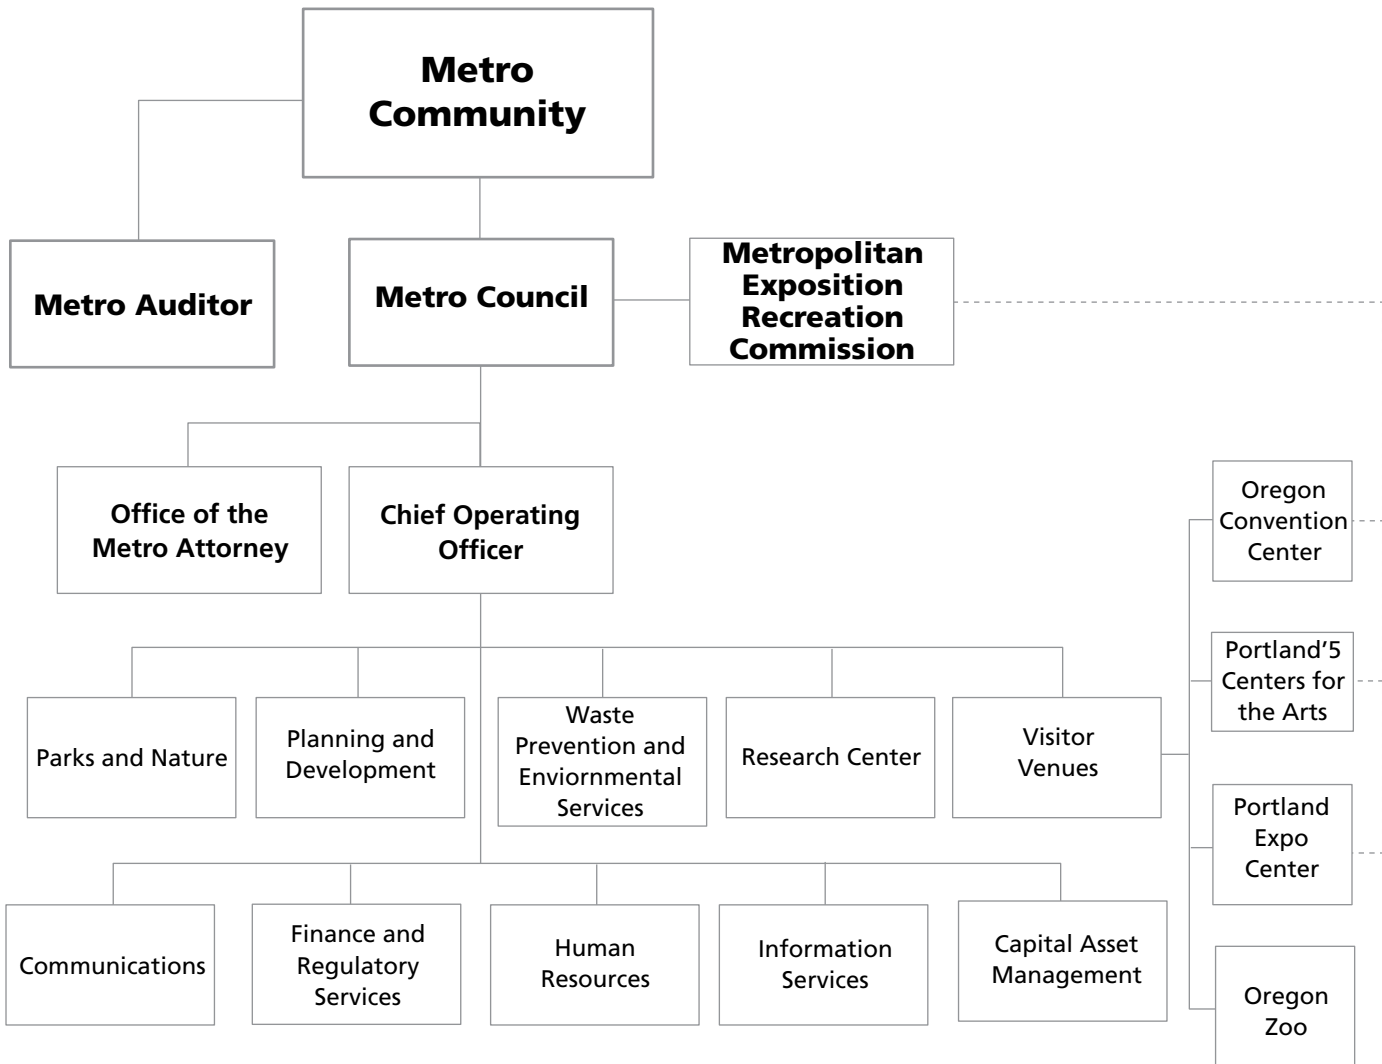 Metro
Community
Metro Auditor
Metro Council
Metropolitan
Exposition
Recreation
Commission
Office of the
Metro Attorney
Chief Operating
Officer
Oregon
Convention
Center
Portland'5
Centers for
the Arts
Parks and Nature
Planning and
Development
Waste
Prevention and
Enviornmental
Services
Research Center
Visitor
Venues
Portland
Expo
Center
Communications
Finance and
Regulatory
Services
Human
Resources
Information
Services
Capital Asset
Management
Oregon
Zoo